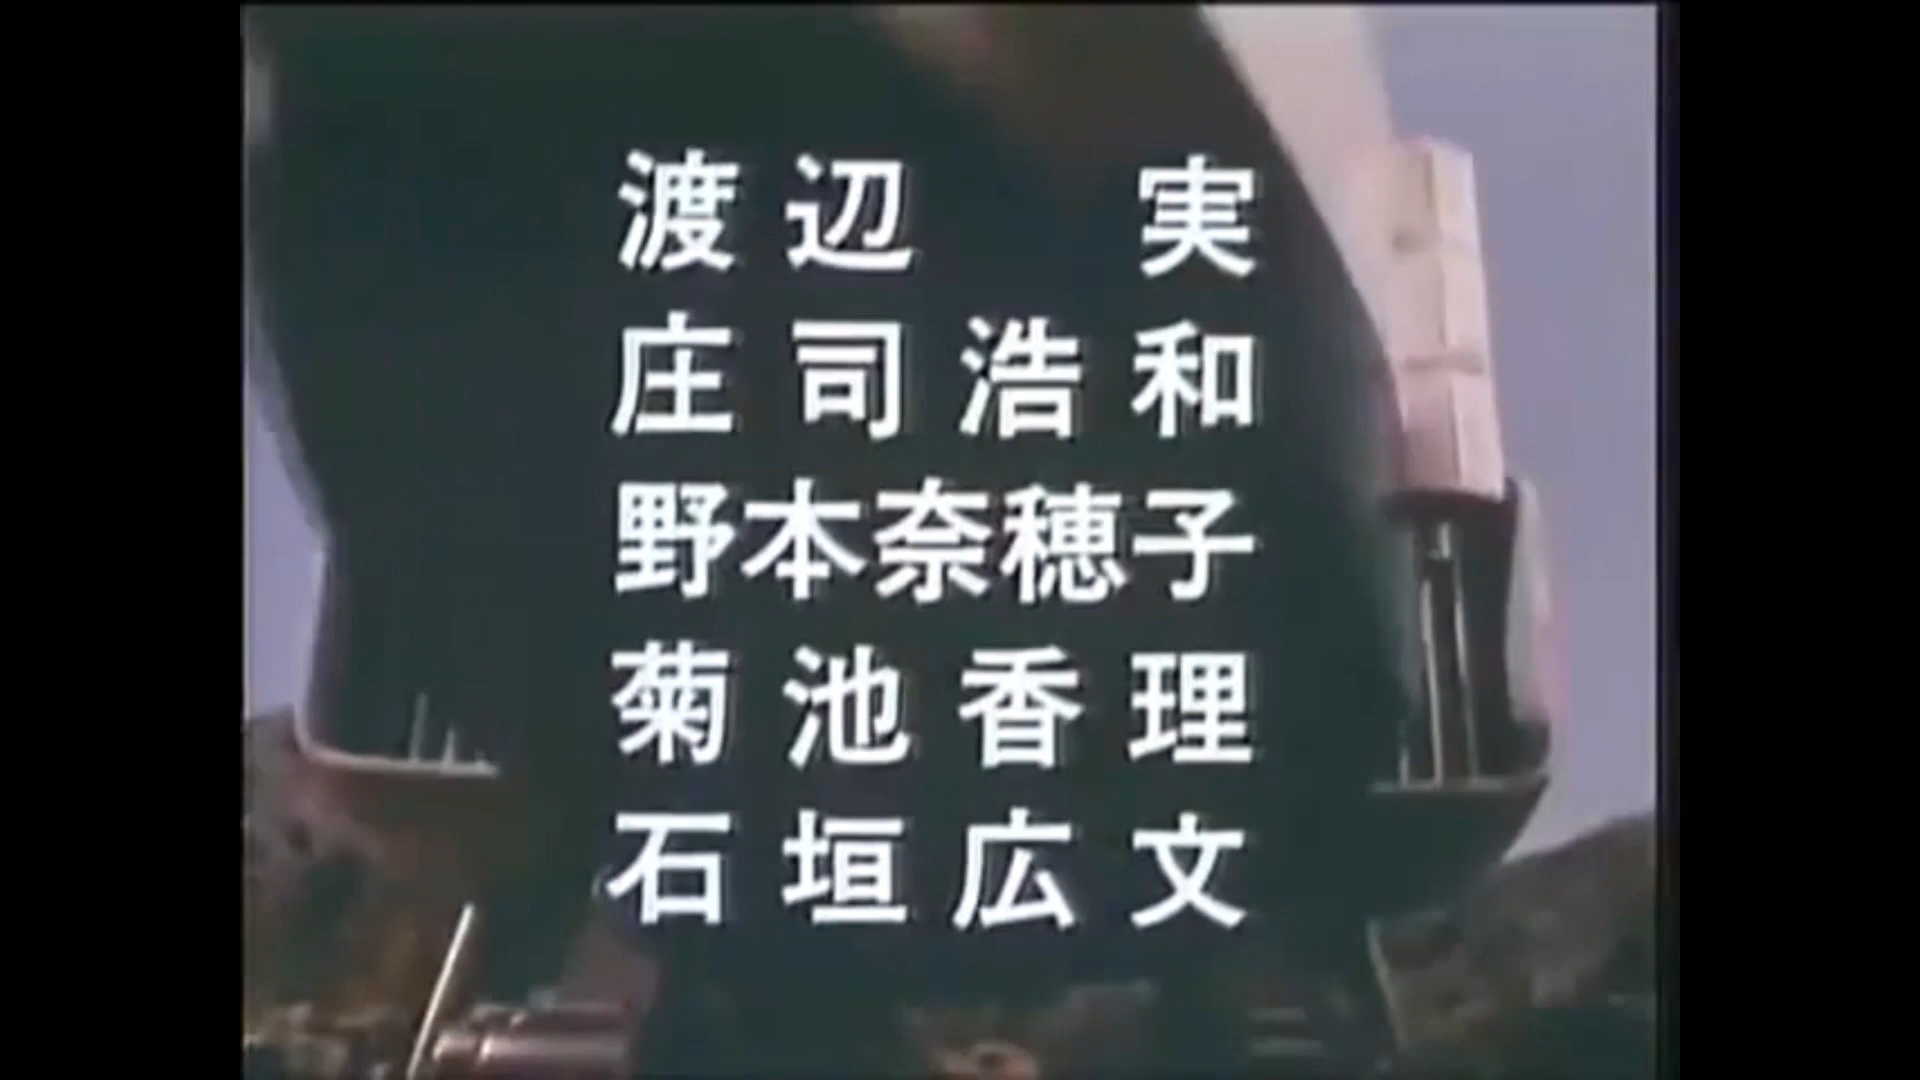 渡辺　実
庄司浩和
野本奈穂子
菊池香理
石垣広文